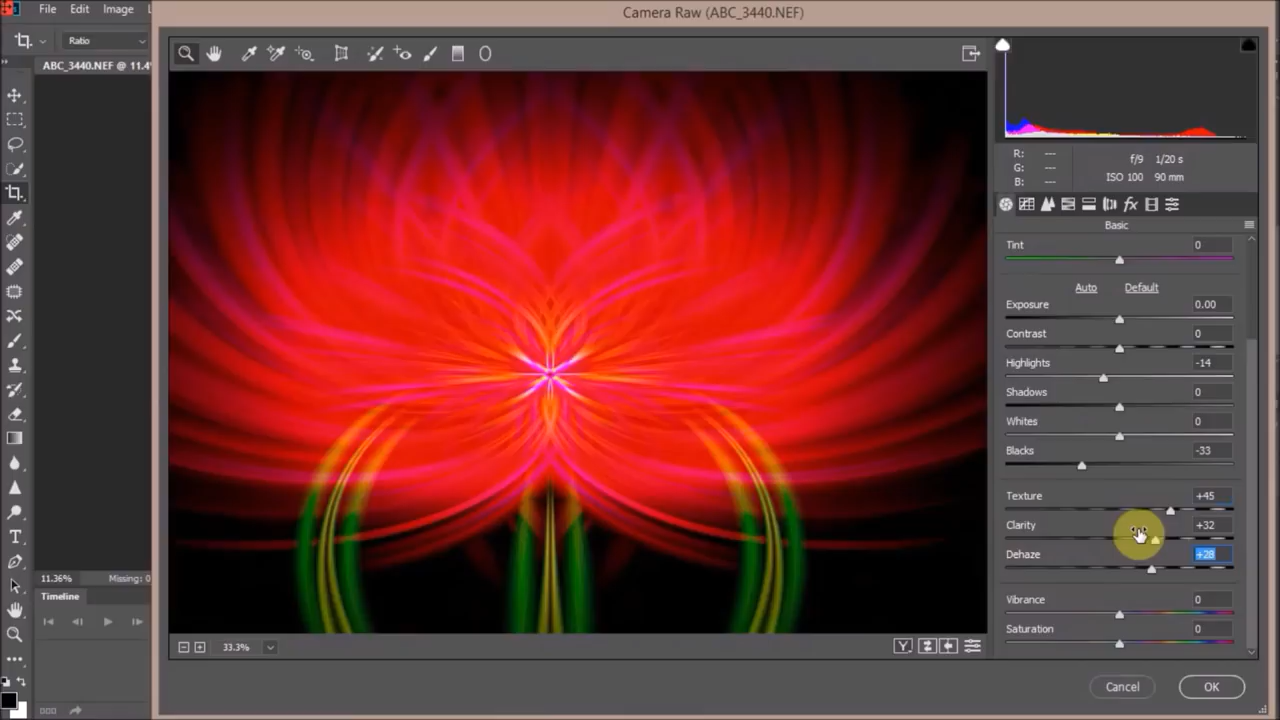 Camera Raw (ABC_3440.NEF)
File Edit Image
Ratio
ABC_3440.NEF @ 11.4
R: ---
G: ---
B: ---
f/9 1/20 s
ISO 100 90 mm
fx
Basic
Tint 0
Auto Default
Exposure 0.00
Contrast 0
Highlights -14
Shadows 0
Whites 0
Blacks -33
Texture +45
Clarity +32
Dehaze +28
Vibrance 0
Saturation 0
11.36% Missing: 0
Timeline
T
33.3%
Y
Cancel OK